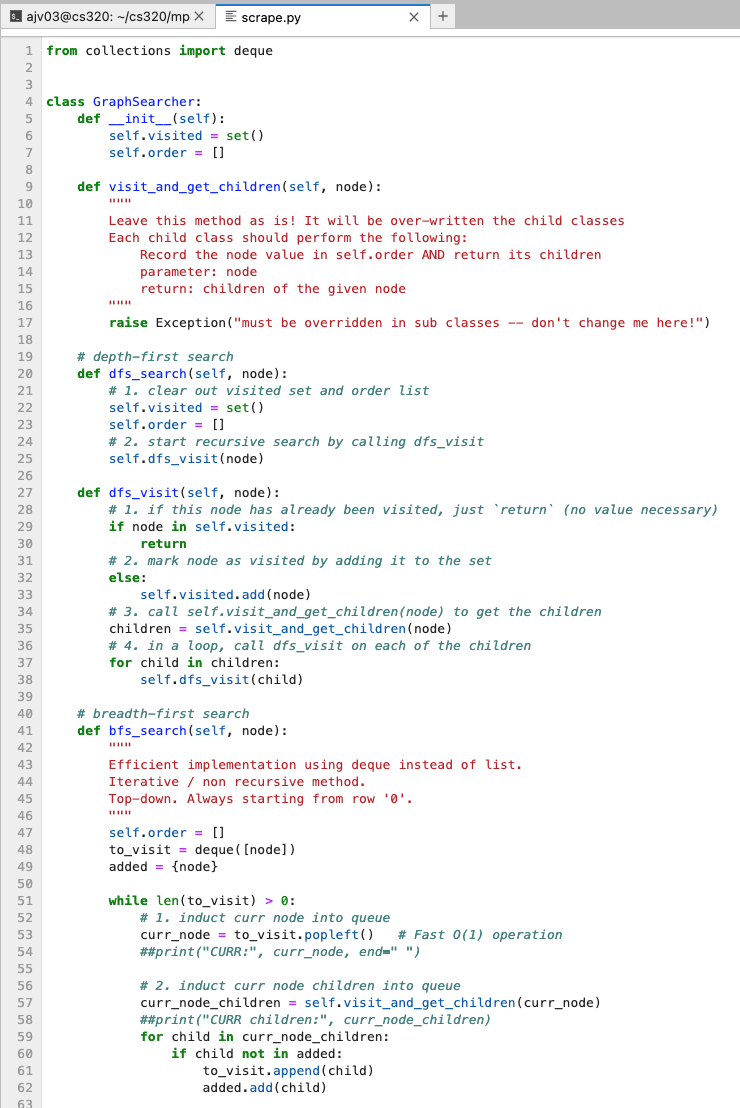 ajv03@cs320: ~/cs320/mp
scrape.py
1 from collections import deque
2
3
4 class GraphSearcher:
5     def __init__(self):
6         self.visited = set()
7         self.order = []
8
9     def visit_and_get_children(self, node):
10         """
11         Leave this method as is! It will be over-written the child classes
12         Each child class should perform the following:
13             Record the node value in self.order AND return its children
14             parameter: node
15             return: children of the given node
16         """
17         raise Exception("must be overridden in sub classes -- don't change me here!")
18
19     # depth-first search
20     def dfs_search(self, node):
21         # 1. clear out visited set and order list
22         self.visited = set()
23         self.order = []
24         # 2. start recursive search by calling dfs_visit
25         self.dfs_visit(node)
26
27     def dfs_visit(self, node):
28         # 1. if this node has already been visited, just `return` (no value necessary)
29         if node in self.visited:
30             return
31         # 2. mark node as visited by adding it to the set
32         else:
33             self.visited.add(node)
34         # 3. call self.visit_and_get_children(node) to get the children
35         children = self.visit_and_get_children(node)
36         # 4. in a loop, call dfs_visit on each of the children
37         for child in children:
38             self.dfs_visit(child)
39
40     # breadth-first search
41     def bfs_search(self, node):
42         """
43         Efficient implementation using deque instead of list.
44         Iterative / non recursive method.
45         Top-down. Always starting from row '0'.
46         """
47         self.order = []
48         to_visit = deque([node])
49         added = {node}
50
51         while len(to_visit) > 0:
52             # 1. induct curr node into queue
53             curr_node = to_visit.popleft()   # Fast O(1) operation
54             ##print("CURR:", curr_node, end=" ")
55
56             # 2. induct curr node children into queue
57             curr_node_children = self.visit_and_get_children(curr_node)
58             ##print("CURR children:", curr_node_children)
59             for child in curr_node_children:
60                 if child not in added:
61                     to_visit.append(child)
62                     added.add(child)
63